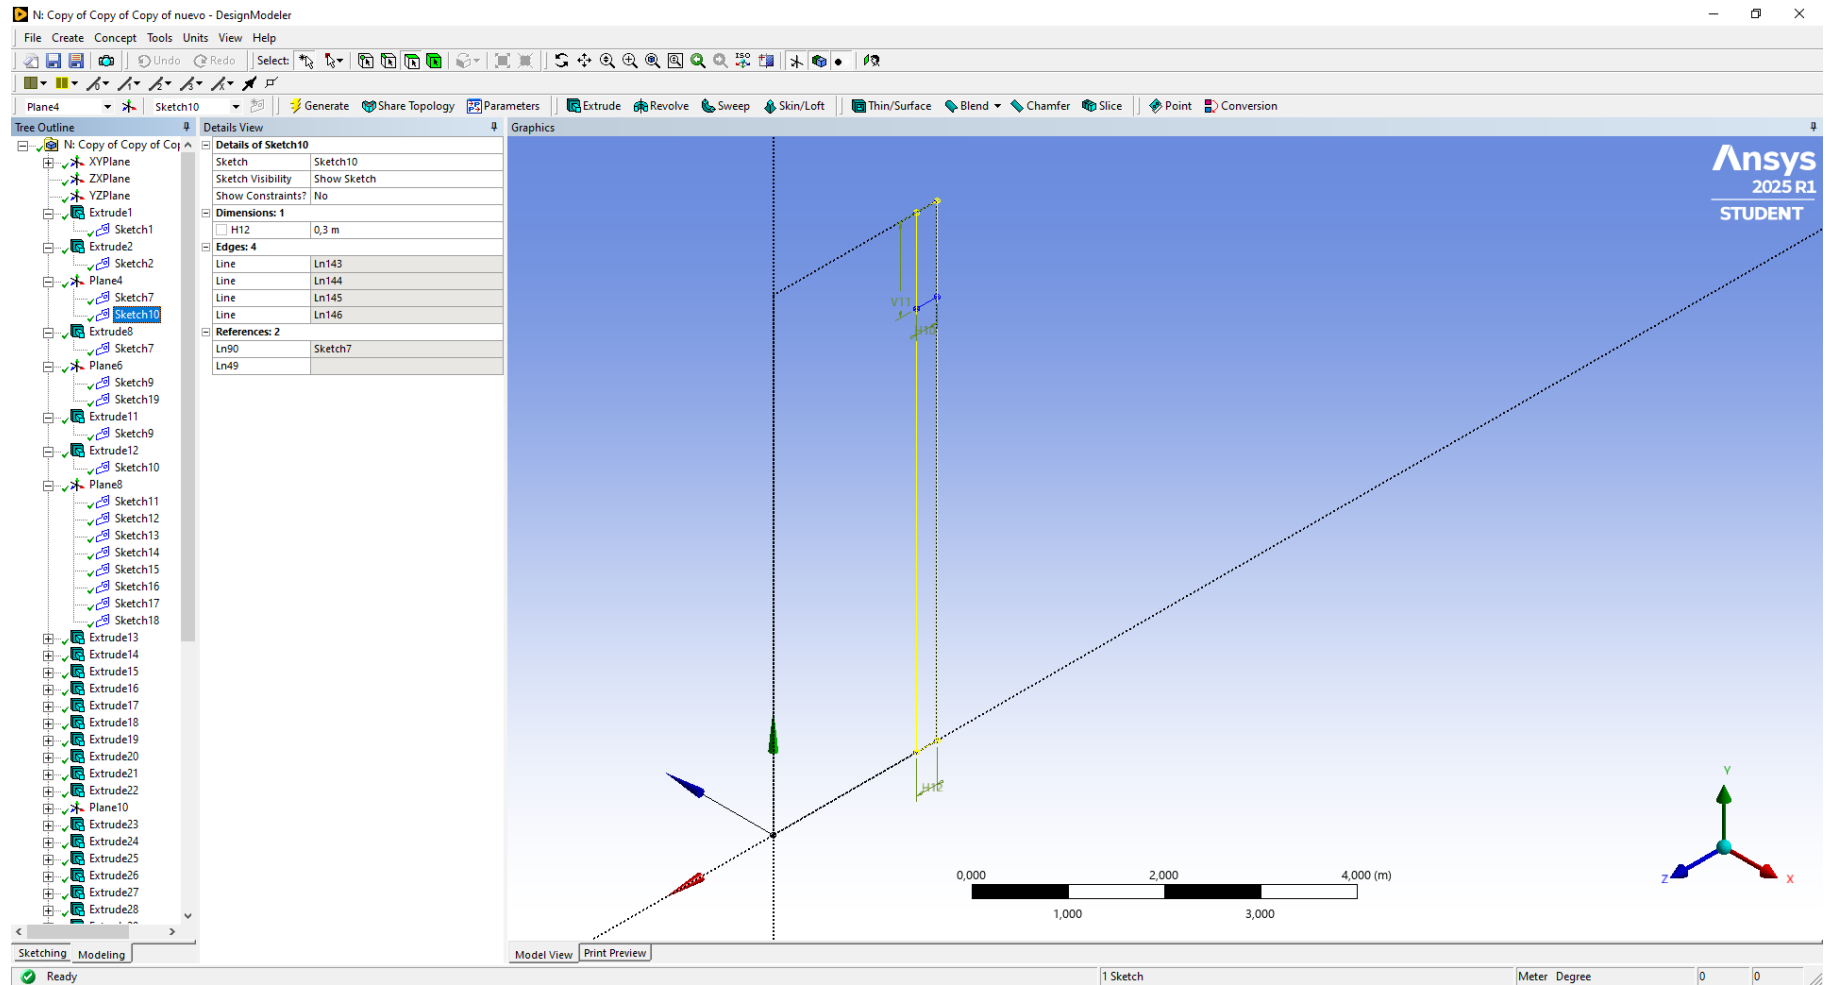 N: Copy of Copy of Copy of nuevo - DesignModeler
File Create Concept Tools Units View Help
Undo Redo Select: ISO
Plane4 Sketch10 Generate Share Topology Parameters Extrude Revolve Sweep Skin/Loft Thin/Surface Blend Chamfer Slice Point Conversion
Tree Outline
N: Copy of Copy of Cop
XYPlane
ZXPlane
YZPlane
Extrude1
Sketch1
Extrude2
Sketch2
Plane4
Sketch7
Sketch10
Extrude8
Sketch7
Plane6
Sketch9
Sketch19
Extrude11
Sketch9
Extrude12
Sketch10
Plane8
Sketch11
Sketch12
Sketch13
Sketch14
Sketch15
Sketch16
Sketch17
Sketch18
Extrude13
Extrude14
Extrude15
Extrude16
Extrude17
Extrude18
Extrude19
Extrude20
Extrude21
Extrude22
Plane10
Extrude23
Extrude24
Extrude25
Extrude26
Extrude27
Extrude28
Sketching Modeling
Details View
Details of Sketch10
Sketch Sketch10
Sketch Visibility Show Sketch
Show Constraints? No
Dimensions: 1
H12 0,3 m
Edges: 4
Line Ln143
Line Ln144
Line Ln145
Line Ln146
References: 2
Ln90 Sketch7
Ln49
Graphics
Ansys
2025 R1
STUDENT
V11
H10
H12
0,000 2,000 4,000 (m)
1,000 3,000
Y
Z X
Model View Print Preview
Ready 1 Sketch Meter Degree 0 0